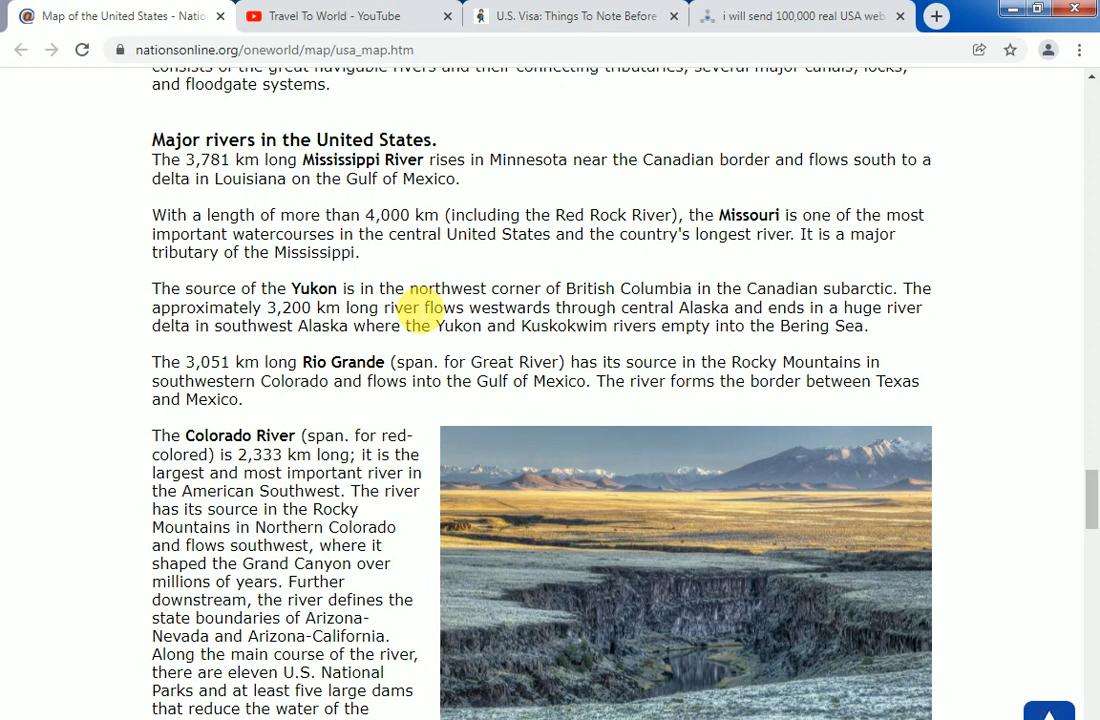 Map of the United States - Natio
Travel To World - YouTube
U.S. Visa: Things To Note Before
i will send 100,000 real USA web
nationsonline.org/oneworld/map/usa_map.htm
consists of the great navigable rivers and their connecting tributaries, several major canals, locks,
and floodgate systems.
Major rivers in the United States.
The 3,781 km long Mississippi River rises in Minnesota near the Canadian border and flows south to a
delta in Louisiana on the Gulf of Mexico.
With a length of more than 4,000 km (including the Red Rock River), the Missouri is one of the most
important watercourses in the central United States and the country's longest river. It is a major
tributary of the Mississippi.
The source of the Yukon is in the northwest corner of British Columbia in the Canadian subarctic. The
approximately 3,200 km long river flows westwards through central Alaska and ends in a huge river
delta in southwest Alaska where the Yukon and Kuskokwim rivers empty into the Bering Sea.
The 3,051 km long Rio Grande (span. for Great River) has its source in the Rocky Mountains in
southwestern Colorado and flows into the Gulf of Mexico. The river forms the border between Texas
and Mexico.
The Colorado River (span. for red-
colored) is 2,333 km long; it is the
largest and most important river in
the American Southwest. The river
has its source in the Rocky
Mountains in Northern Colorado
and flows southwest, where it
shaped the Grand Canyon over
millions of years. Further
downstream, the river defines the
state boundaries of Arizona-
Nevada and Arizona-California.
Along the main course of the river,
there are eleven U.S. National
Parks and at least five large dams
that reduce the water of the